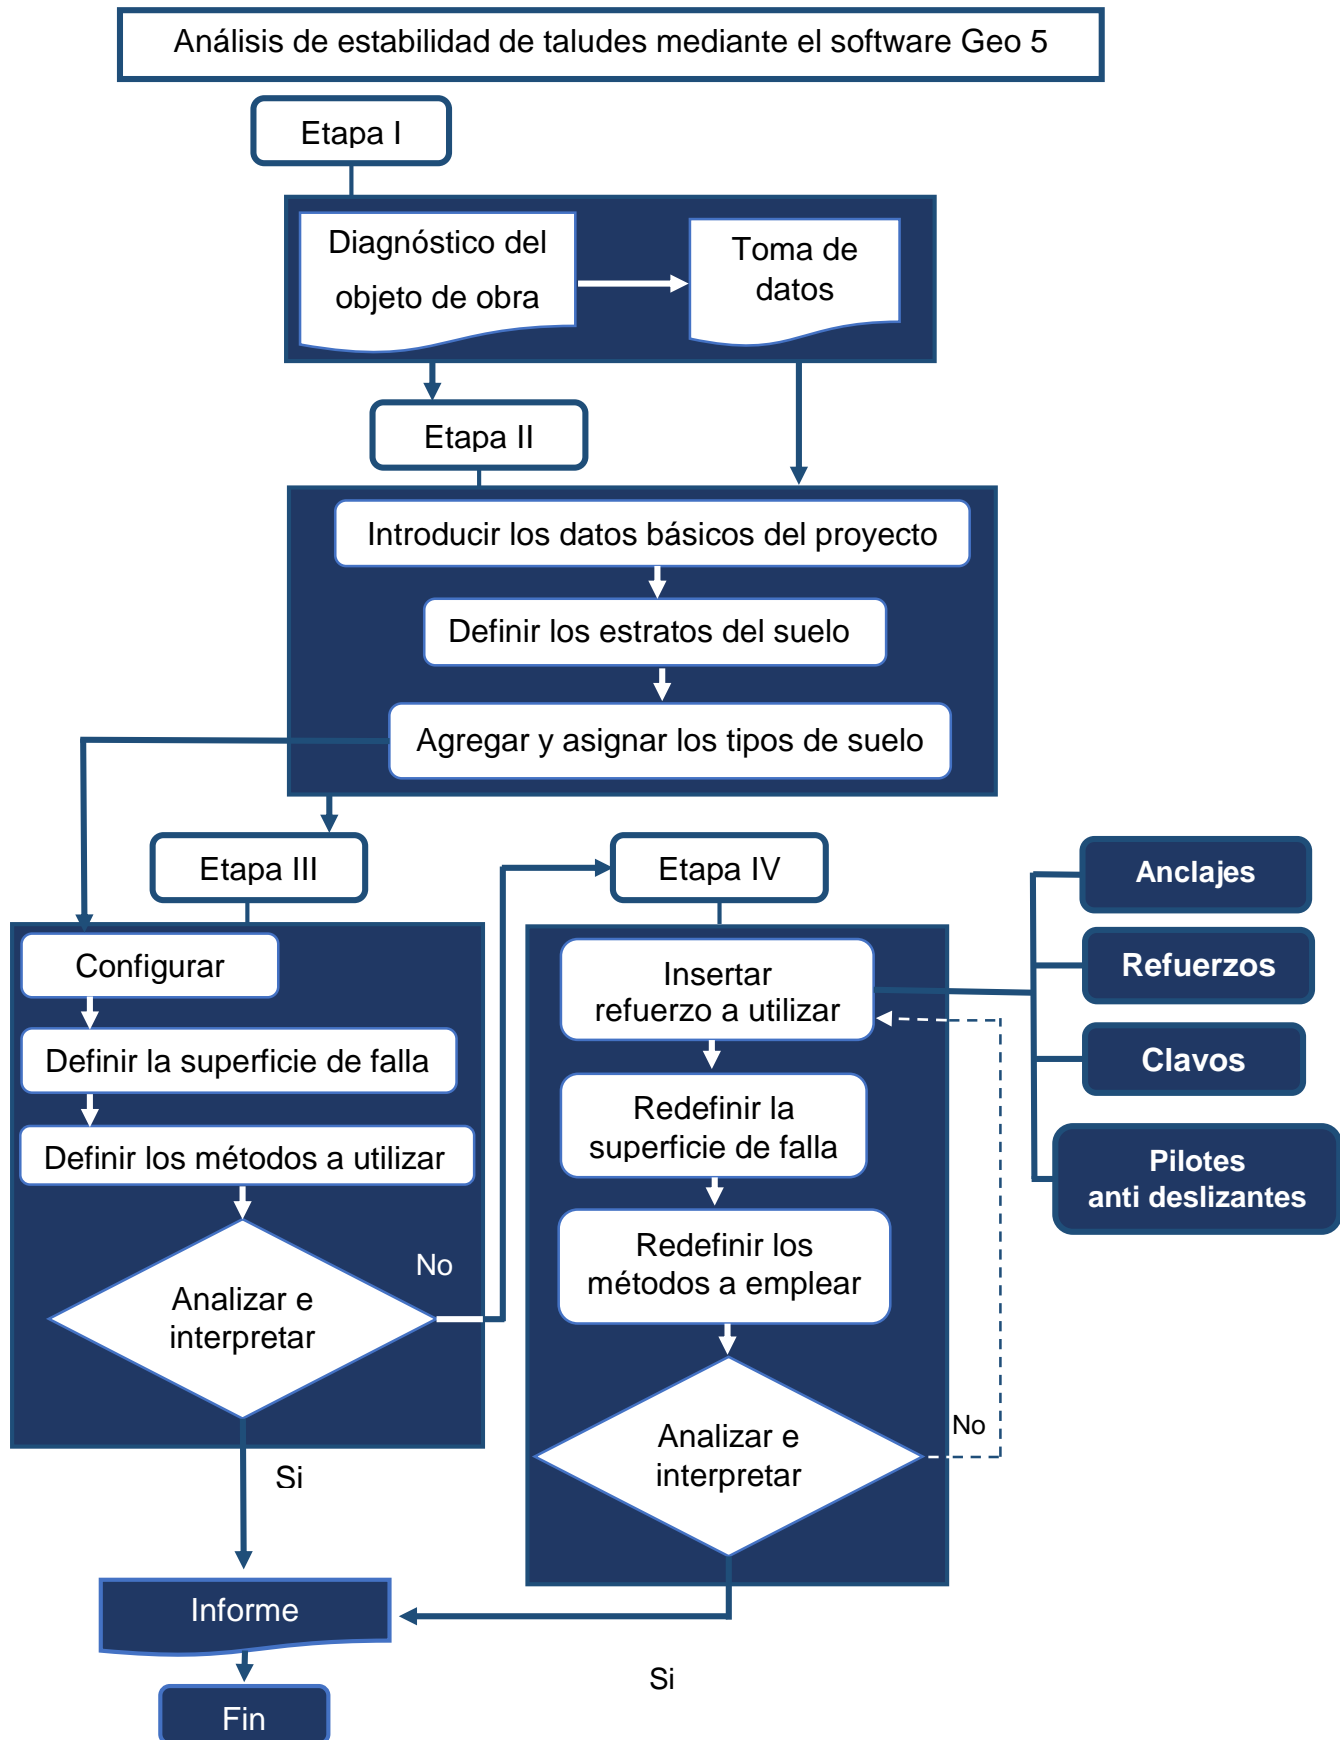 Análisis de estabilidad de taludes mediante el software Geo 5
Etapa I
Diagnóstico del
objeto de obra
Toma de
datos
Etapa II
Introducir los datos básicos del proyecto
Definir los estratos del suelo
Agregar y asignar los tipos de suelo
Etapa III
Configurar
Definir la superficie de falla
Definir los métodos a utilizar
Analizar e
interpretar
No
Si
Etapa IV
Insertar
refuerzo a utilizar
Redefinir la
superficie de falla
Redefinir los
métodos a emplear
Analizar e
interpretar
No
Si
Anclajes
Refuerzos
Clavos
Pilotes
anti deslizantes
Informe
Fin